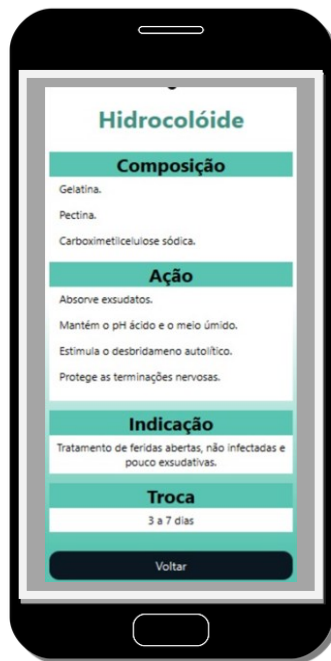 Hidrocolóide
Composição
Gelatina.
Pectina.
Carboximetilcelulose sódica.
Ação
Absorve exsudatos.
Mantém o pH ácido e o meio úmido.
Estimula o desbridameno autolítico.
Protege as terminações nervosas.
Indicação
Tratamento de feridas abertas, não infectadas e
pouco exsudativas.
Troca
3 a 7 dias
Voltar